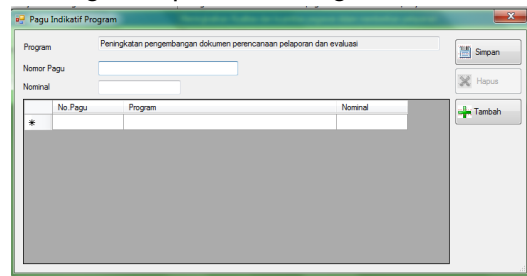 Pagu Indikatif Program
Program
Peningkatan pengembangan dokumen perencanaan pelaporan dan evaluasi
Simpan
Nomor Pagu
Hapus
Nominal
No.Pagu Program Nominal
Tambah